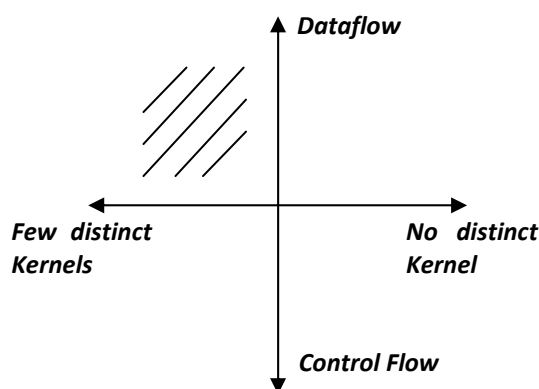 Dataflow
Few distinct
Kernels
No distinct
Kernel
Control Flow